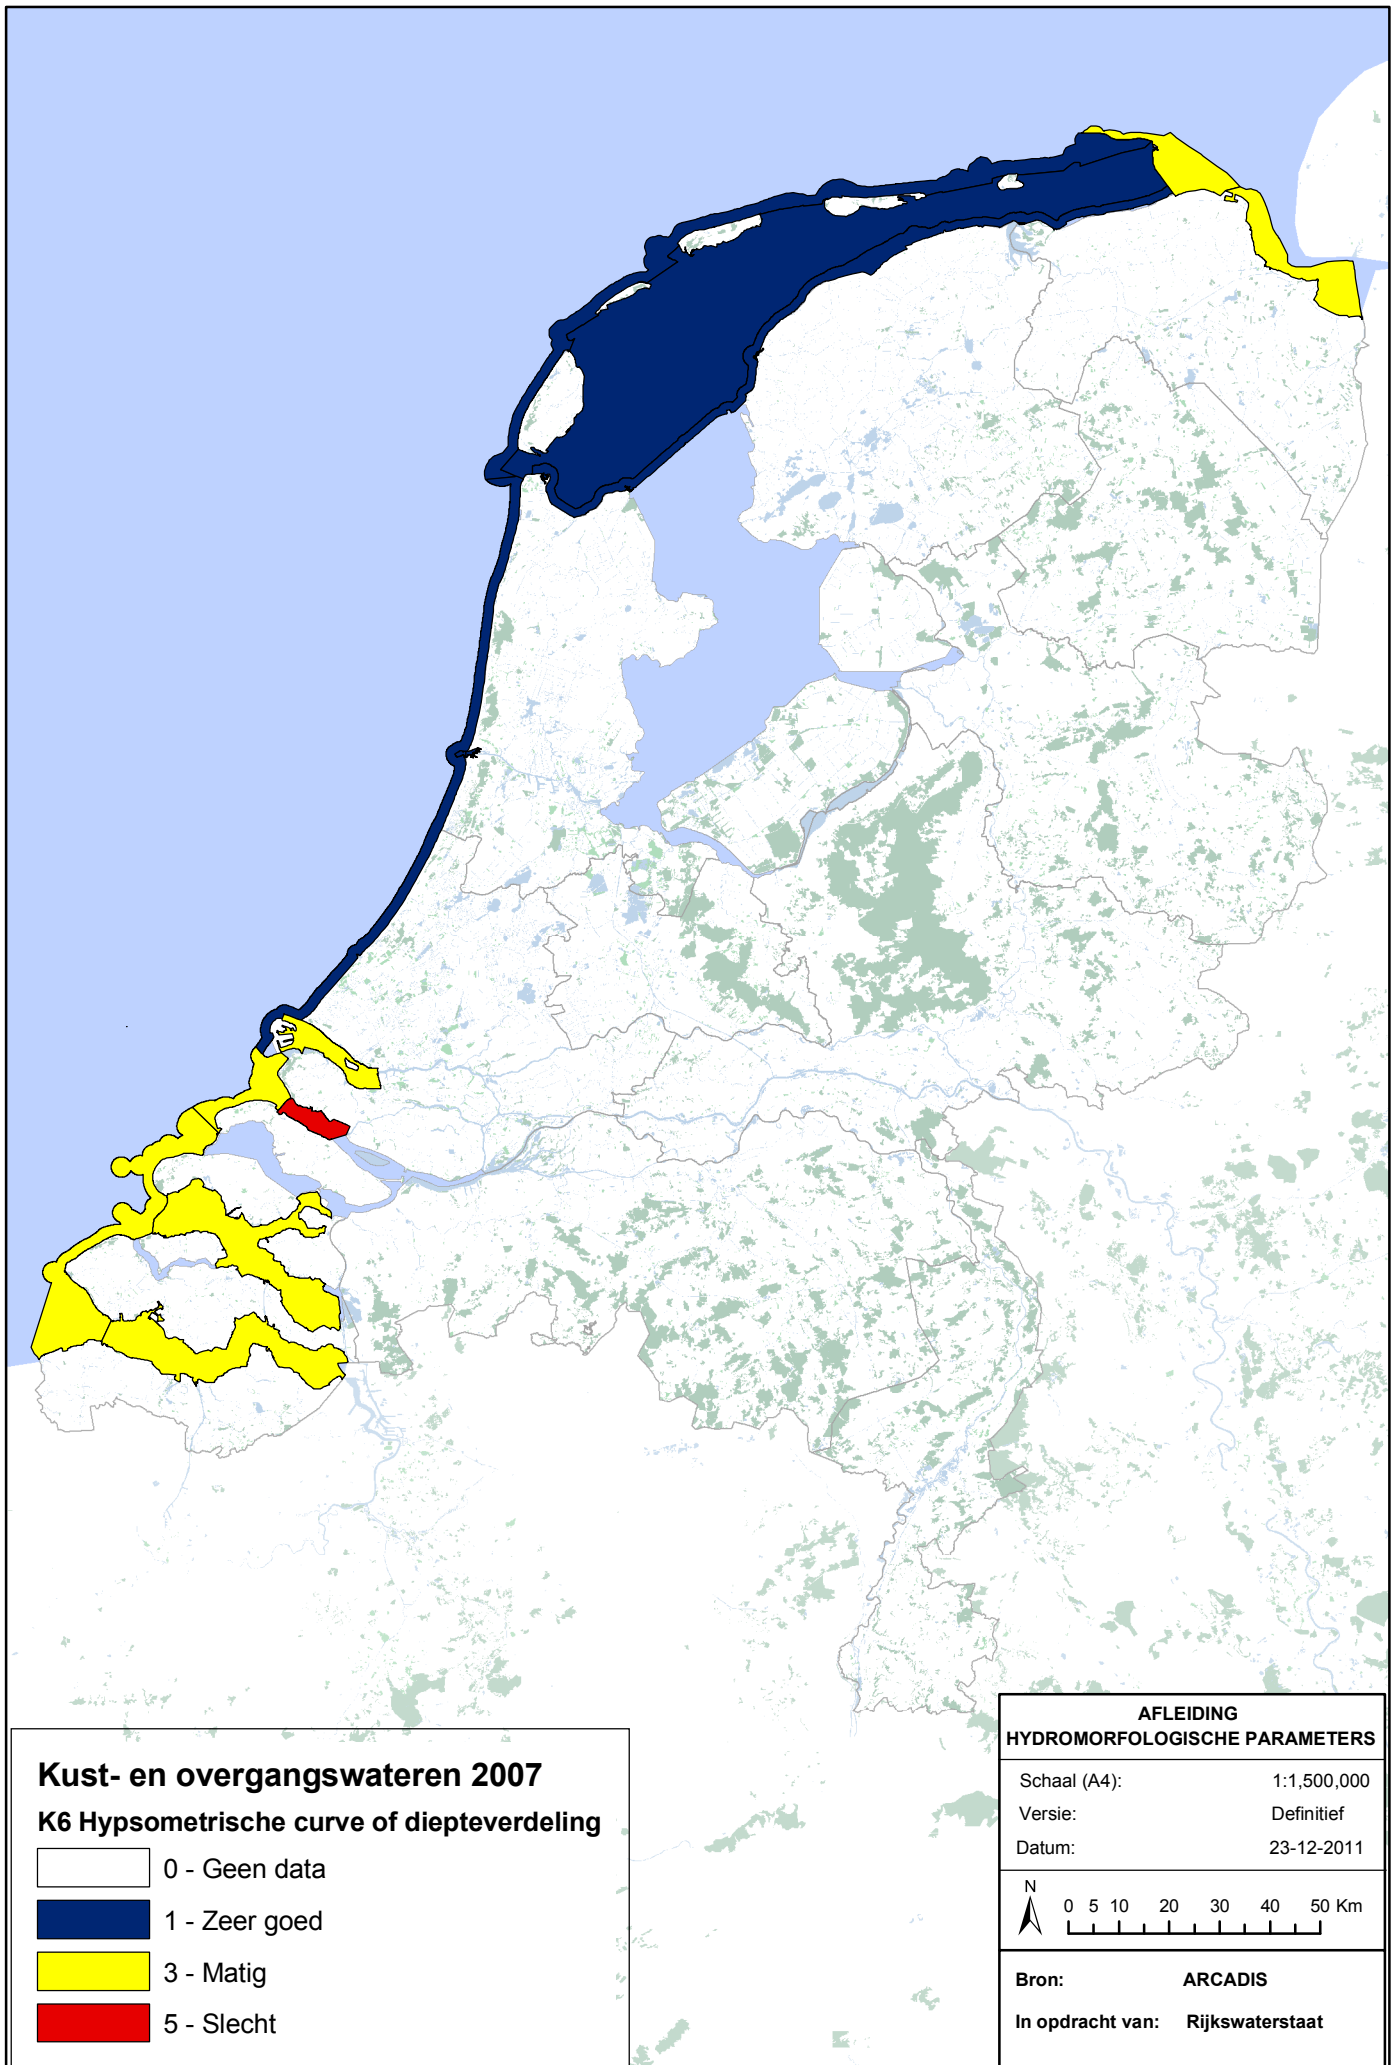 Kust- en overgangswateren 2007
K6 Hypsometrische curve of diepteverdeling
0 - Geen data
1 - Zeer goed
3 - Matig
5 - Slecht
AFLEIDING
HYDROMORFOLOGISCHE PARAMETERS
Schaal (A4): 1:1,500,000
Versie: Definitief
Datum: 23-12-2011
N
0 5 10 20 30 40 50 Km
Bron: ARCADIS
In opdracht van: Rijkswaterstaat